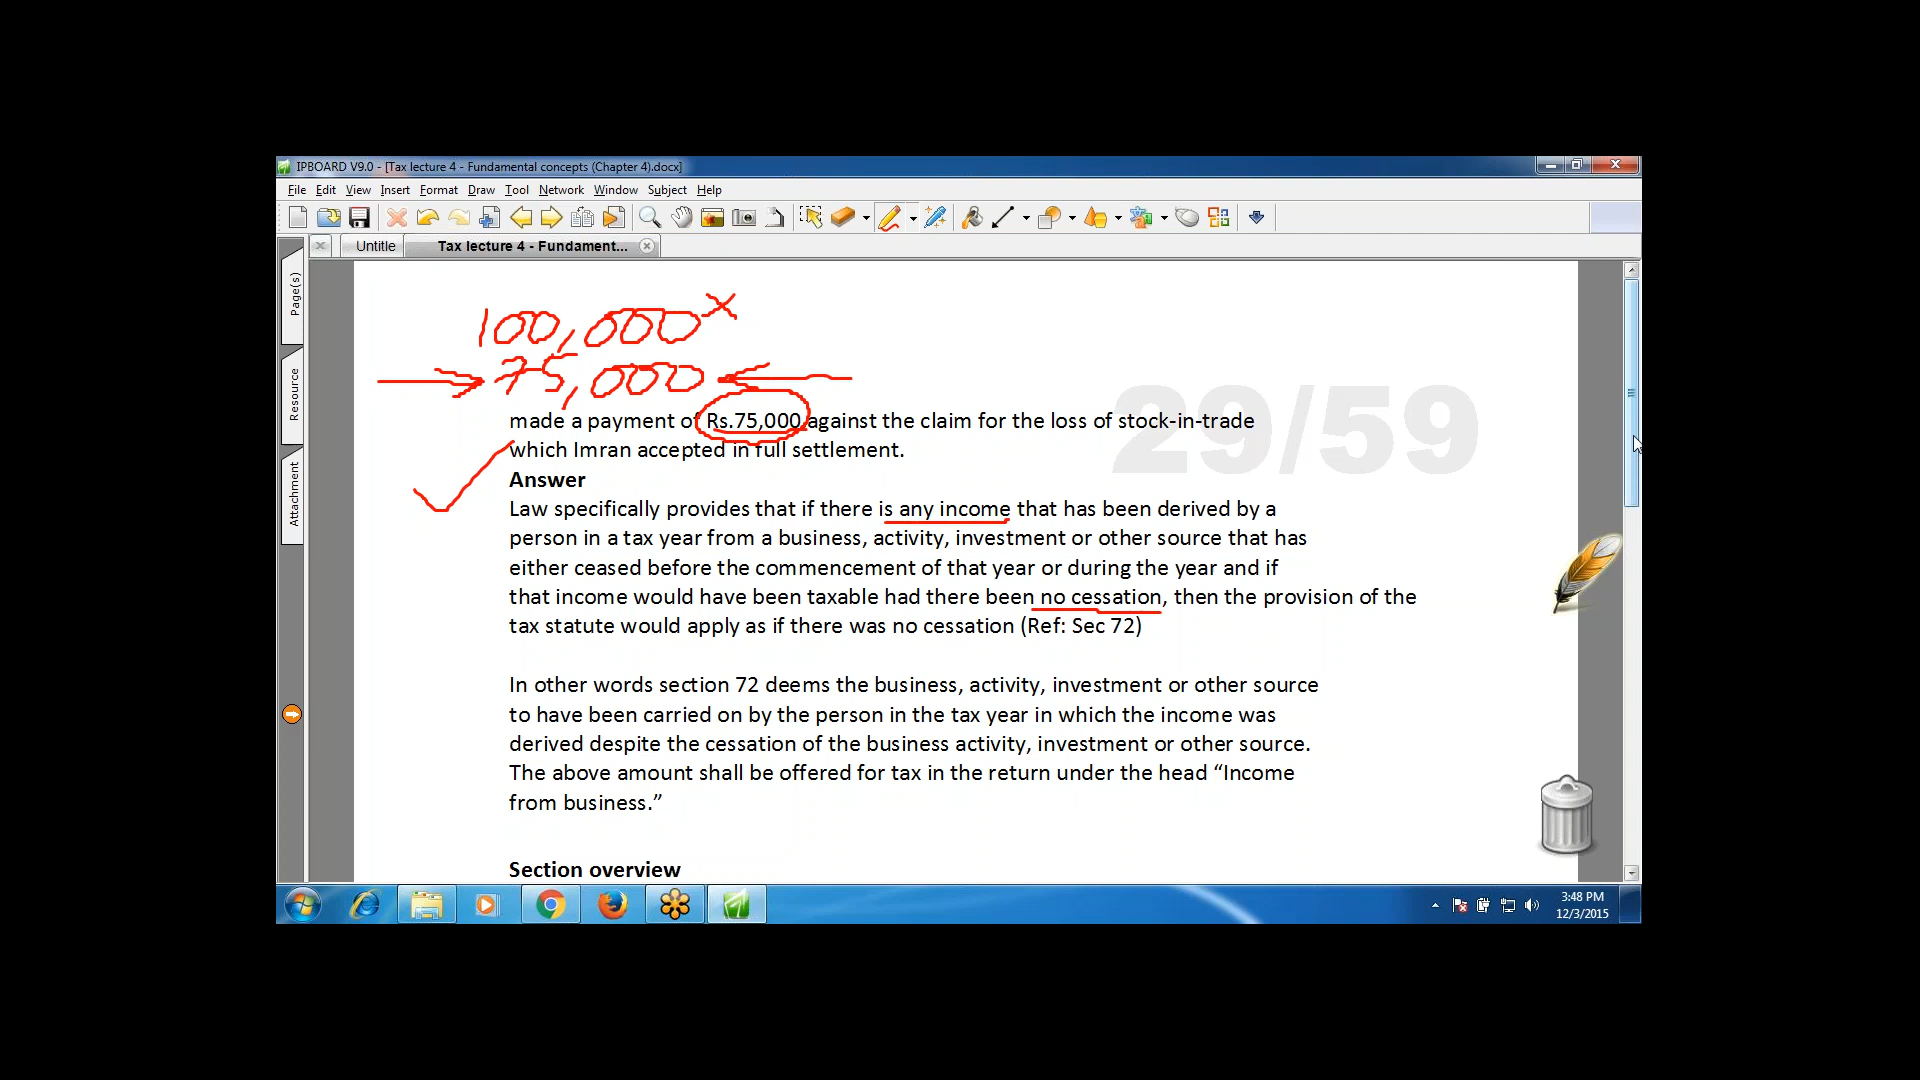 IPBOARD V9.0 - [Tax lecture 4 - Fundamental concepts (Chapter 4).docx]
File Edit View Insert Format Draw Tool Network Window Subject Help
Untitle Tax lecture 4 - Fundament...
Page(s)
Resource
Attachment
100,000 x
75,000
29/59
made a payment of Rs.75,000 against the claim for the loss of stock-in-trade
which Imran accepted in full settlement.
Answer
Law specifically provides that if there is any income that has been derived by a
person in a tax year from a business, activity, investment or other source that has
either ceased before the commencement of that year or during the year and if
that income would have been taxable had there been no cessation, then the provision of the
tax statute would apply as if there was no cessation (Ref: Sec 72)
In other words section 72 deems the business, activity, investment or other source
to have been carried on by the person in the tax year in which the income was
derived despite the cessation of the business activity, investment or other source.
The above amount shall be offered for tax in the return under the head “Income
from business.”
Section overview
3:48 PM
12/3/2015